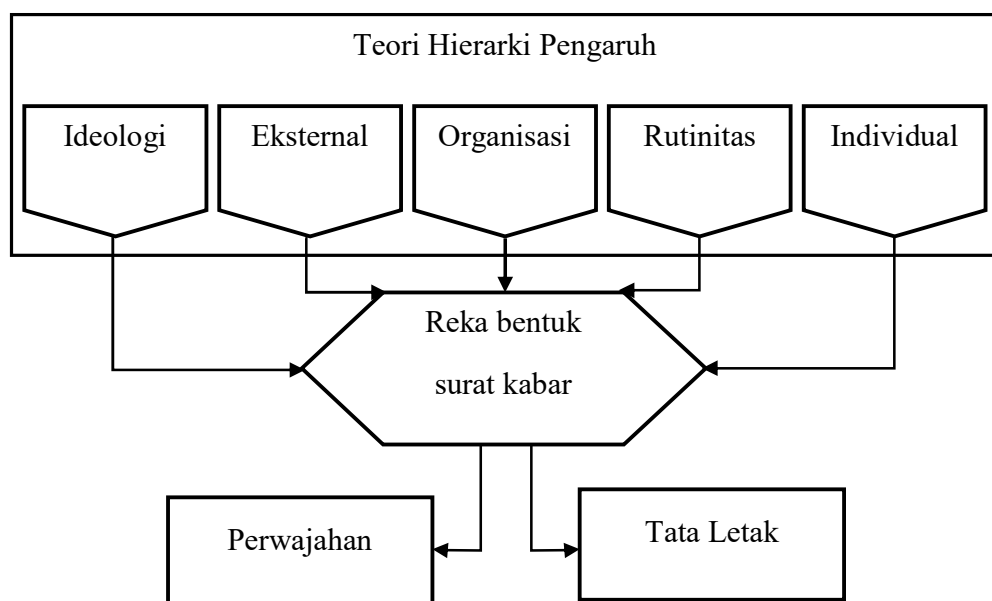 Teori Hierarki Pengaruh
Ideologi
Eksternal
Organisasi
Rutinitas
Individual
Reka bentuk
surat kabar
Perwajahan
Tata Letak